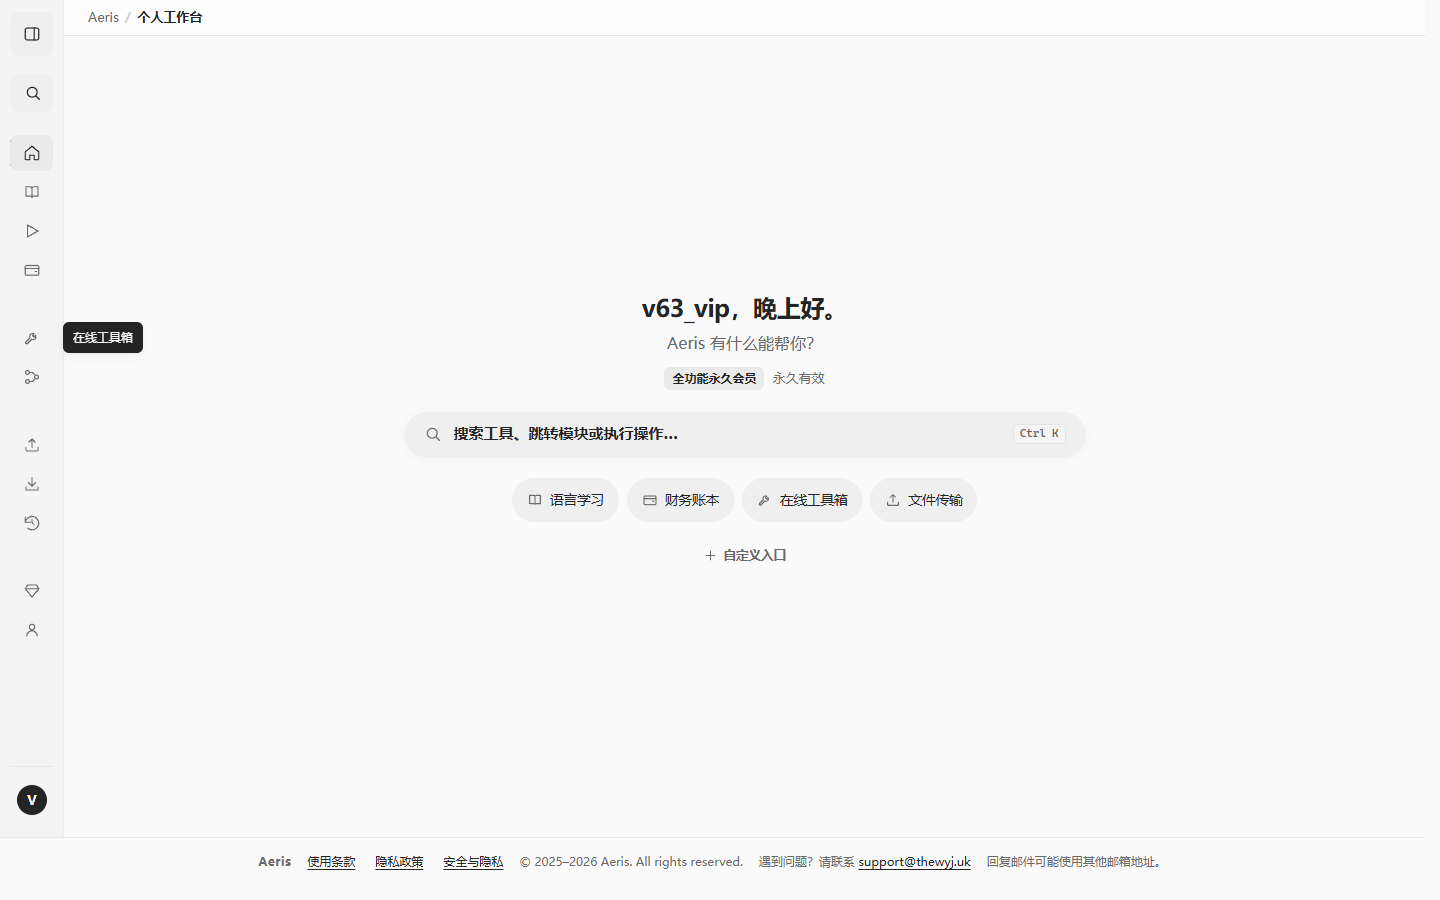 Aeris / 个人工作台
v63_vip，晚上好。
Aeris 有什么能帮你？
在线工具箱
全功能永久会员 永久有效
搜索工具、跳转模块或执行操作... Ctrl K
语言学习 财务账本 在线工具箱 文件传输
+ 自定义入口
V
Aeris 使用条款 隐私政策 安全与隐私 © 2025–2026 Aeris. All rights reserved. 遇到问题？请联系 support@thewyj.uk 回复邮件可能使用其他邮箱地址。